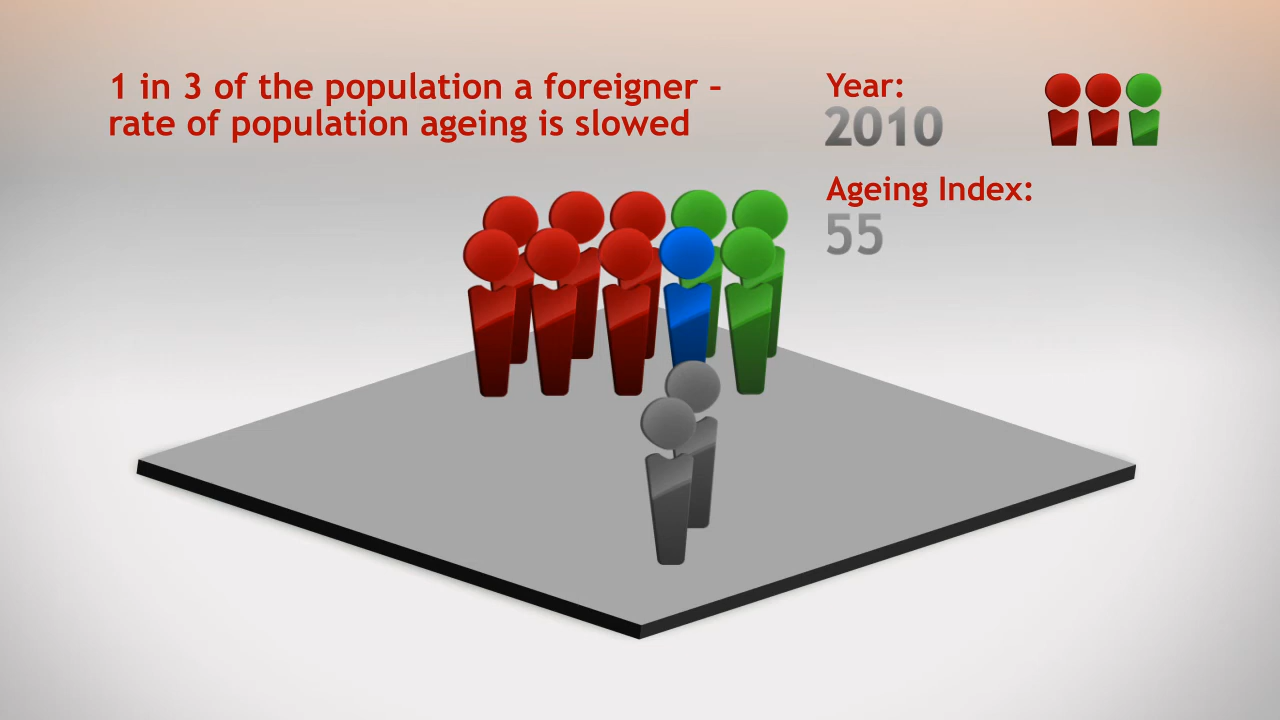 1 in 3 of the population a foreigner –
rate of population ageing is slowed
Year:
2010
Ageing Index:
55